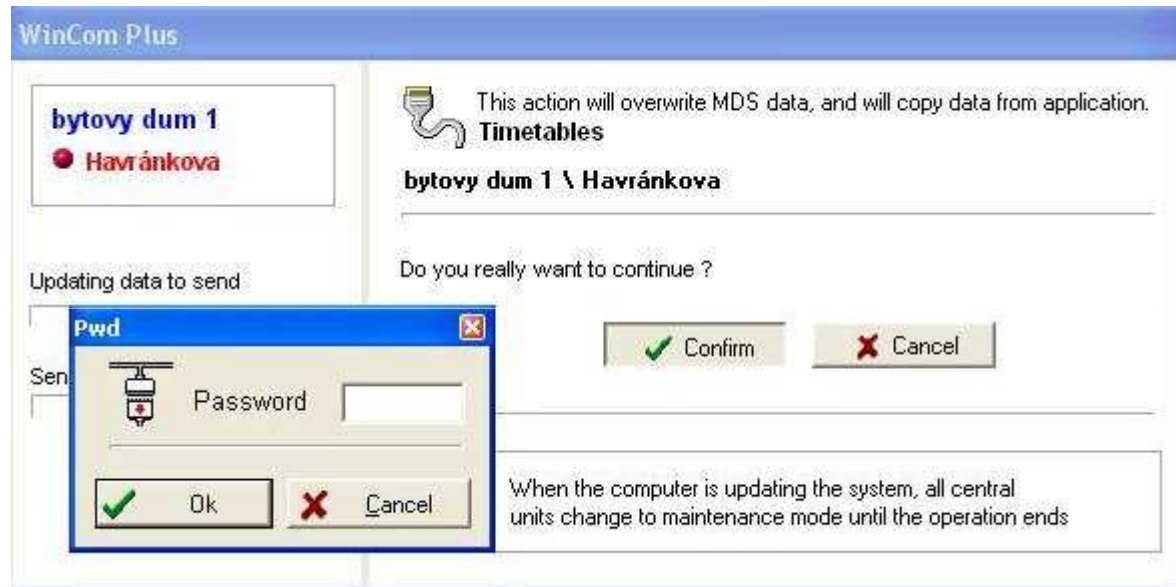 WinCom Plus
bytovy dum 1
Havránkova
This action will overwrite MDS data, and will copy data from application.
Timetables
bytovy dum 1 \ Havránkova
Do you really want to continue ?
Confirm
Cancel
Updating data to send
Sen
Pwd
Password
Ok
Cancel
When the computer is updating the system, all central
units change to maintenance mode until the operation ends